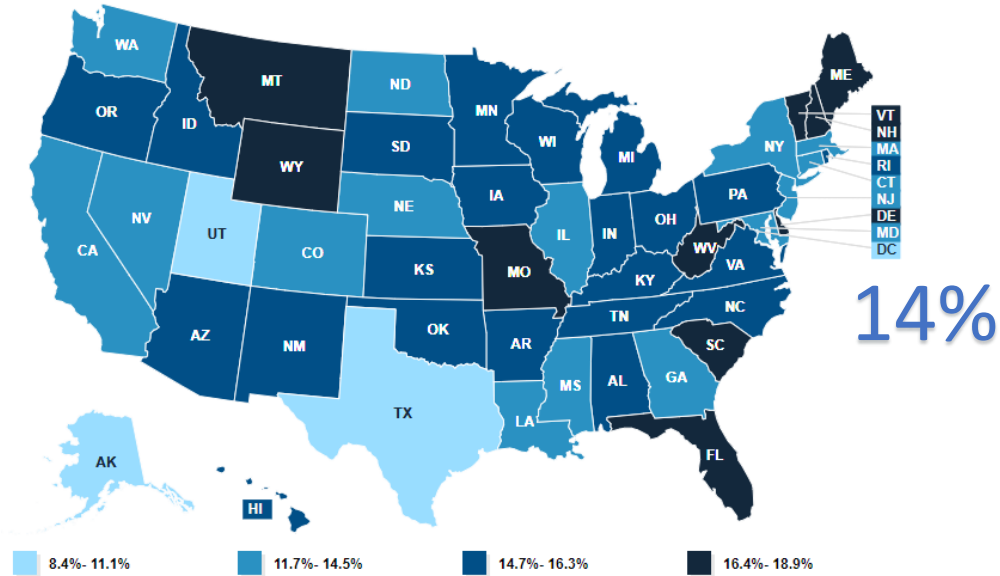 WA
MT
ND
MN
ME
OR
ID
SD
WI
MI
NY
VT
NH
MA
RI
CT
NJ
DE
MD
DC
WY
NV
UT
CO
NE
IA
IL
IN
OH
PA
CA
KS
MO
KY
WV
VA
AZ
NM
OK
AR
TN
NC
SC
TX
LA
MS
AL
GA
FL
AK
HI
14%
8.4%- 11.1%
11.7%- 14.5%
14.7%- 16.3%
16.4%- 18.9%